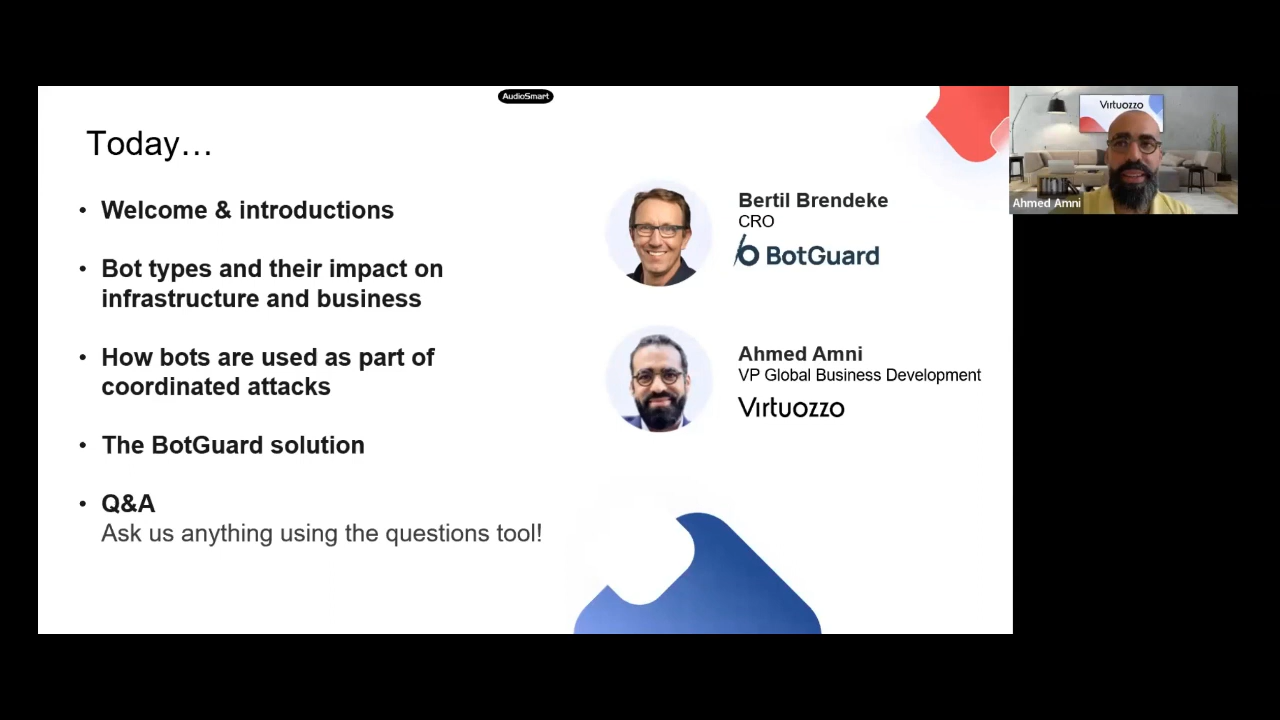 AudioSmart
Today…
• Welcome & introductions
• Bot types and their impact on
infrastructure and business
• How bots are used as part of
coordinated attacks
• The BotGuard solution
• Q&A
Ask us anything using the questions tool!
Bertil Brendeke
CRO
BotGuard
Ahmed Amni
VP Global Business Development
Virtuozzo
Virtuozzo
Ahmed Amni